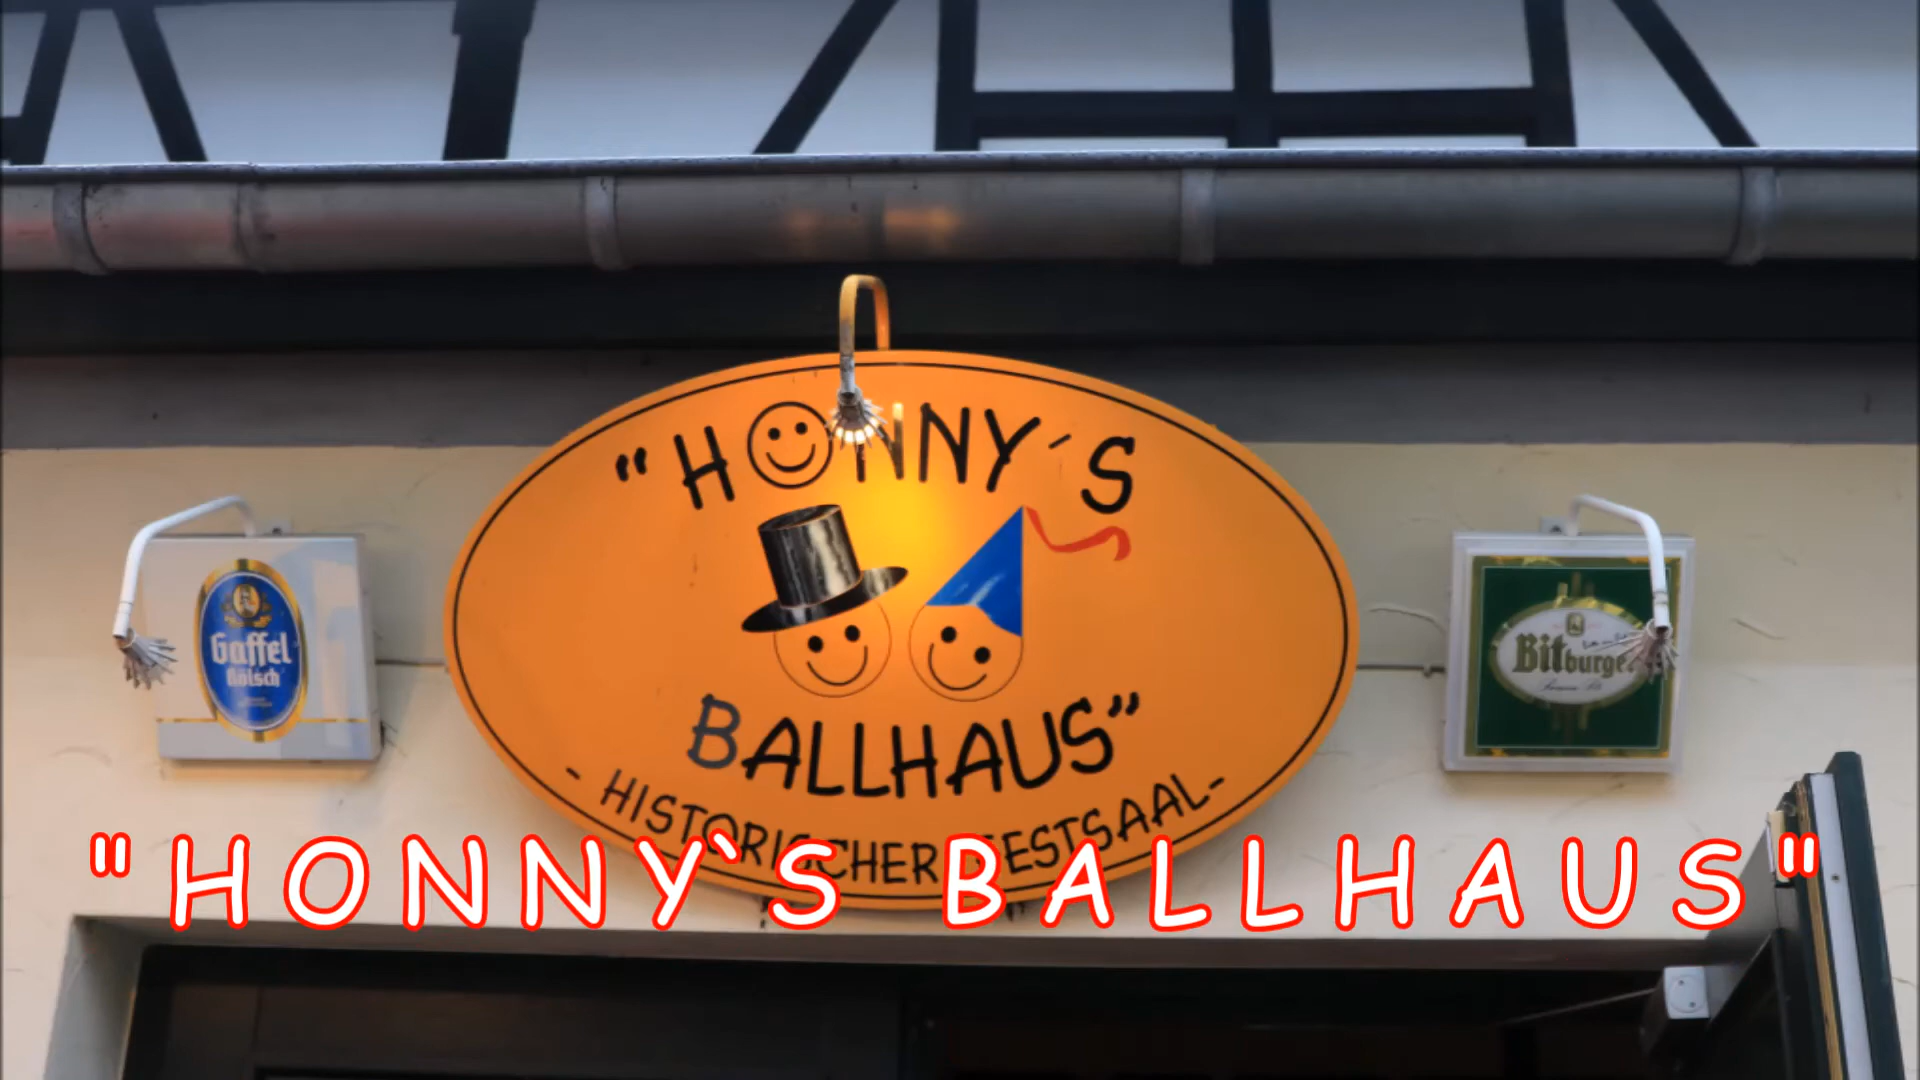 "HONNY´S
BALLHAUS"
- HISTORISCHER FESTSAAL-
Gaffel
Kölsch
Bitburger
"HONNY`S BALLHAUS"